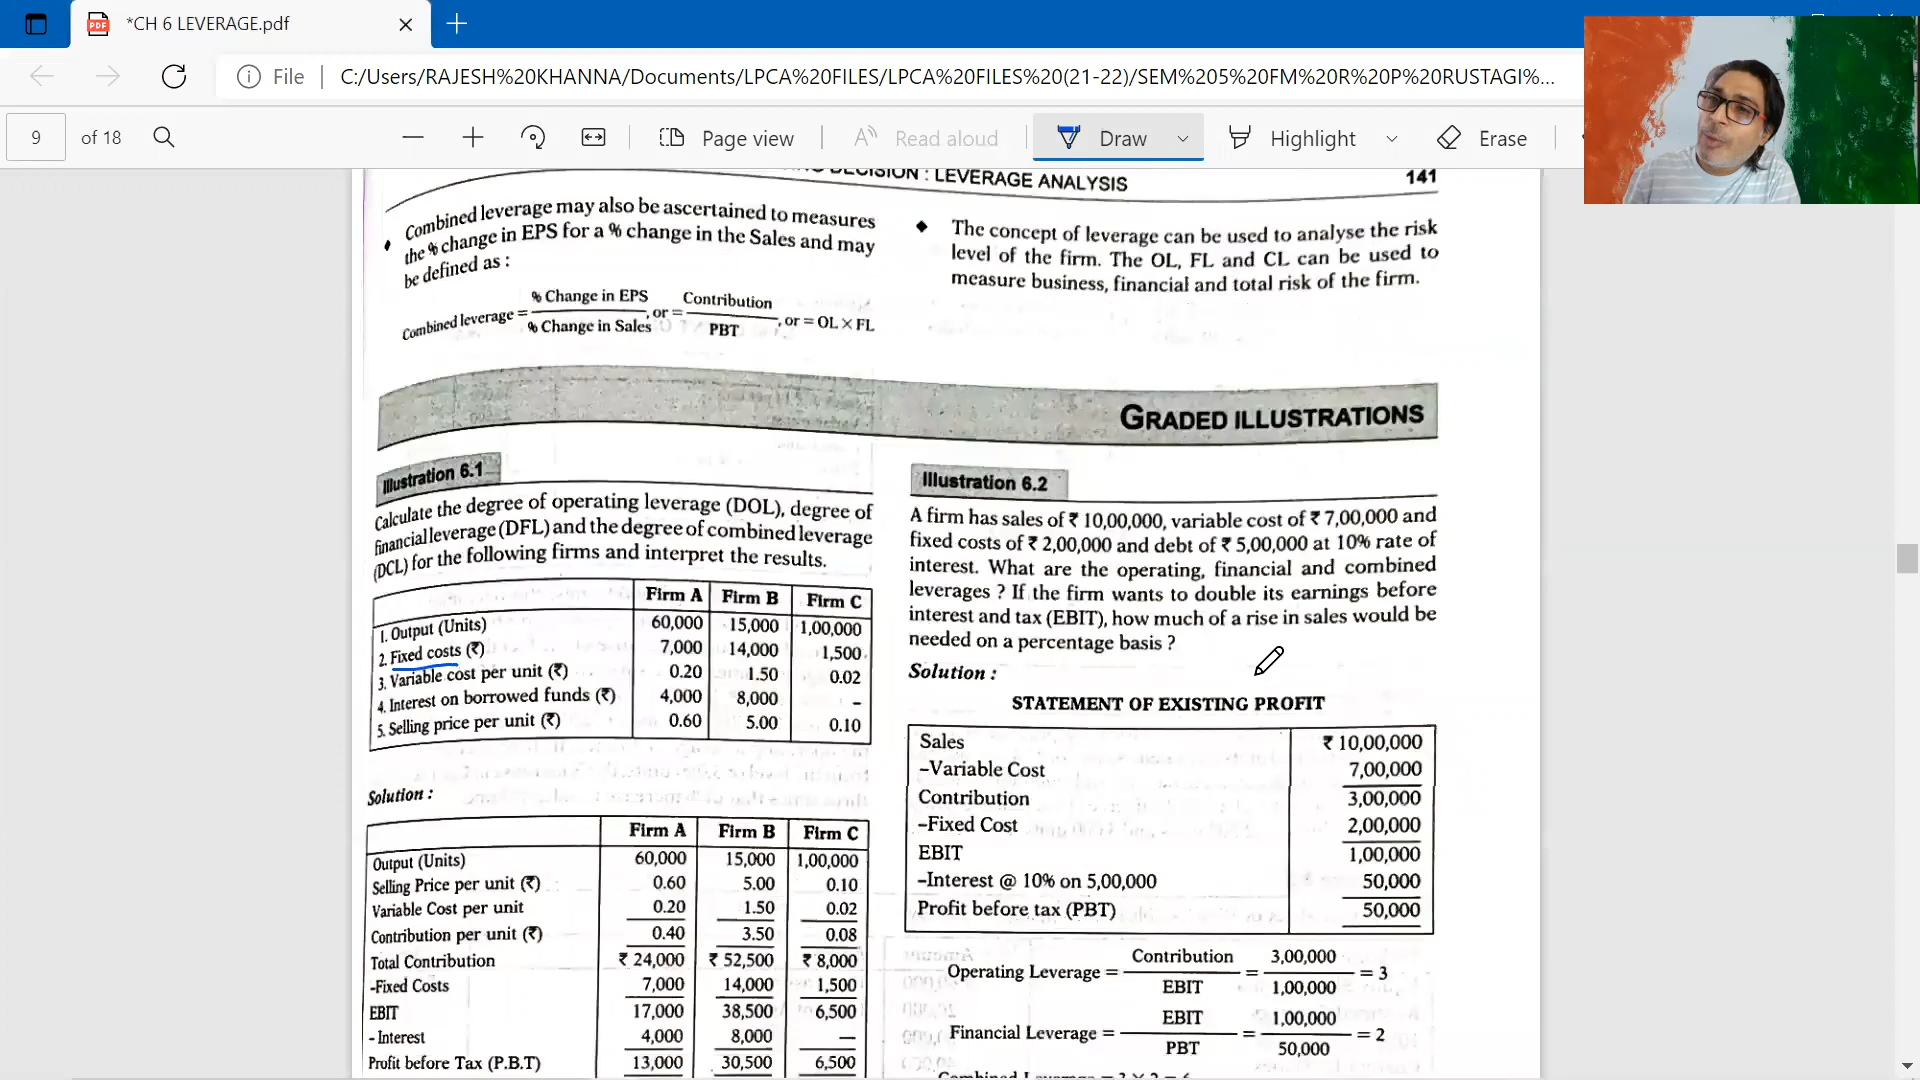 *CH 6 LEVERAGE.pdf
File
C:/Users/RAJESH%20KHANNA/Documents/LPCA%20FILES/LPCA%20FILES%20(21-22)/SEM%205%20FM%20R%20P%20RUSTAGI%...
9 of 18
Page view
Read aloud
Draw
Highlight
Erase
DECISION : LEVERAGE ANALYSIS 141
Combined leverage may also be ascertained to measures
the % change in EPS for a % change in the Sales and may
be defined as :
Combined leverage = % Change in EPS / % Change in Sales , or = Contribution / PBT , or = OL × FL
♦ The concept of leverage can be used to analyse the risk
level of the firm. The OL, FL and CL can be used to
measure business, financial and total risk of the firm.
GRADED ILLUSTRATIONS
Illustration 6.1
Calculate the degree of operating leverage (DOL), degree of
financial leverage (DFL) and the degree of combined leverage
(DCL) for the following firms and interpret the results.
Firm A Firm B Firm C
1. Output (Units) 60,000 15,000 1,00,000
2. Fixed costs (₹) 7,000 14,000 1,500
3. Variable cost per unit (₹) 0.20 1.50 0.02
4. Interest on borrowed funds (₹) 4,000 8,000 –
5. Selling price per unit (₹) 0.60 5.00 0.10
Solution :
Firm A Firm B Firm C
Output (Units) 60,000 15,000 1,00,000
Selling Price per unit (₹) 0.60 5.00 0.10
Variable Cost per unit 0.20 1.50 0.02
Contribution per unit (₹) 0.40 3.50 0.08
Total Contribution ₹ 24,000 ₹ 52,500 ₹ 8,000
-Fixed Costs 7,000 14,000 1,500
EBIT 17,000 38,500 6,500
- Interest 4,000 8,000 —
Profit before Tax (P.B.T) 13,000 30,500 6,500
Illustration 6.2
A firm has sales of ₹ 10,00,000, variable cost of ₹ 7,00,000 and
fixed costs of ₹ 2,00,000 and debt of ₹ 5,00,000 at 10% rate of
interest. What are the operating, financial and combined
leverages ? If the firm wants to double its earnings before
interest and tax (EBIT), how much of a rise in sales would be
needed on a percentage basis ?
Solution :
STATEMENT OF EXISTING PROFIT
Sales ₹ 10,00,000
–Variable Cost 7,00,000
Contribution 3,00,000
–Fixed Cost 2,00,000
EBIT 1,00,000
–Interest @ 10% on 5,00,000 50,000
Profit before tax (PBT) 50,000
Operating Leverage = Contribution / EBIT = 3,00,000 / 1,00,000 = 3
Financial Leverage = EBIT / PBT = 1,00,000 / 50,000 = 2